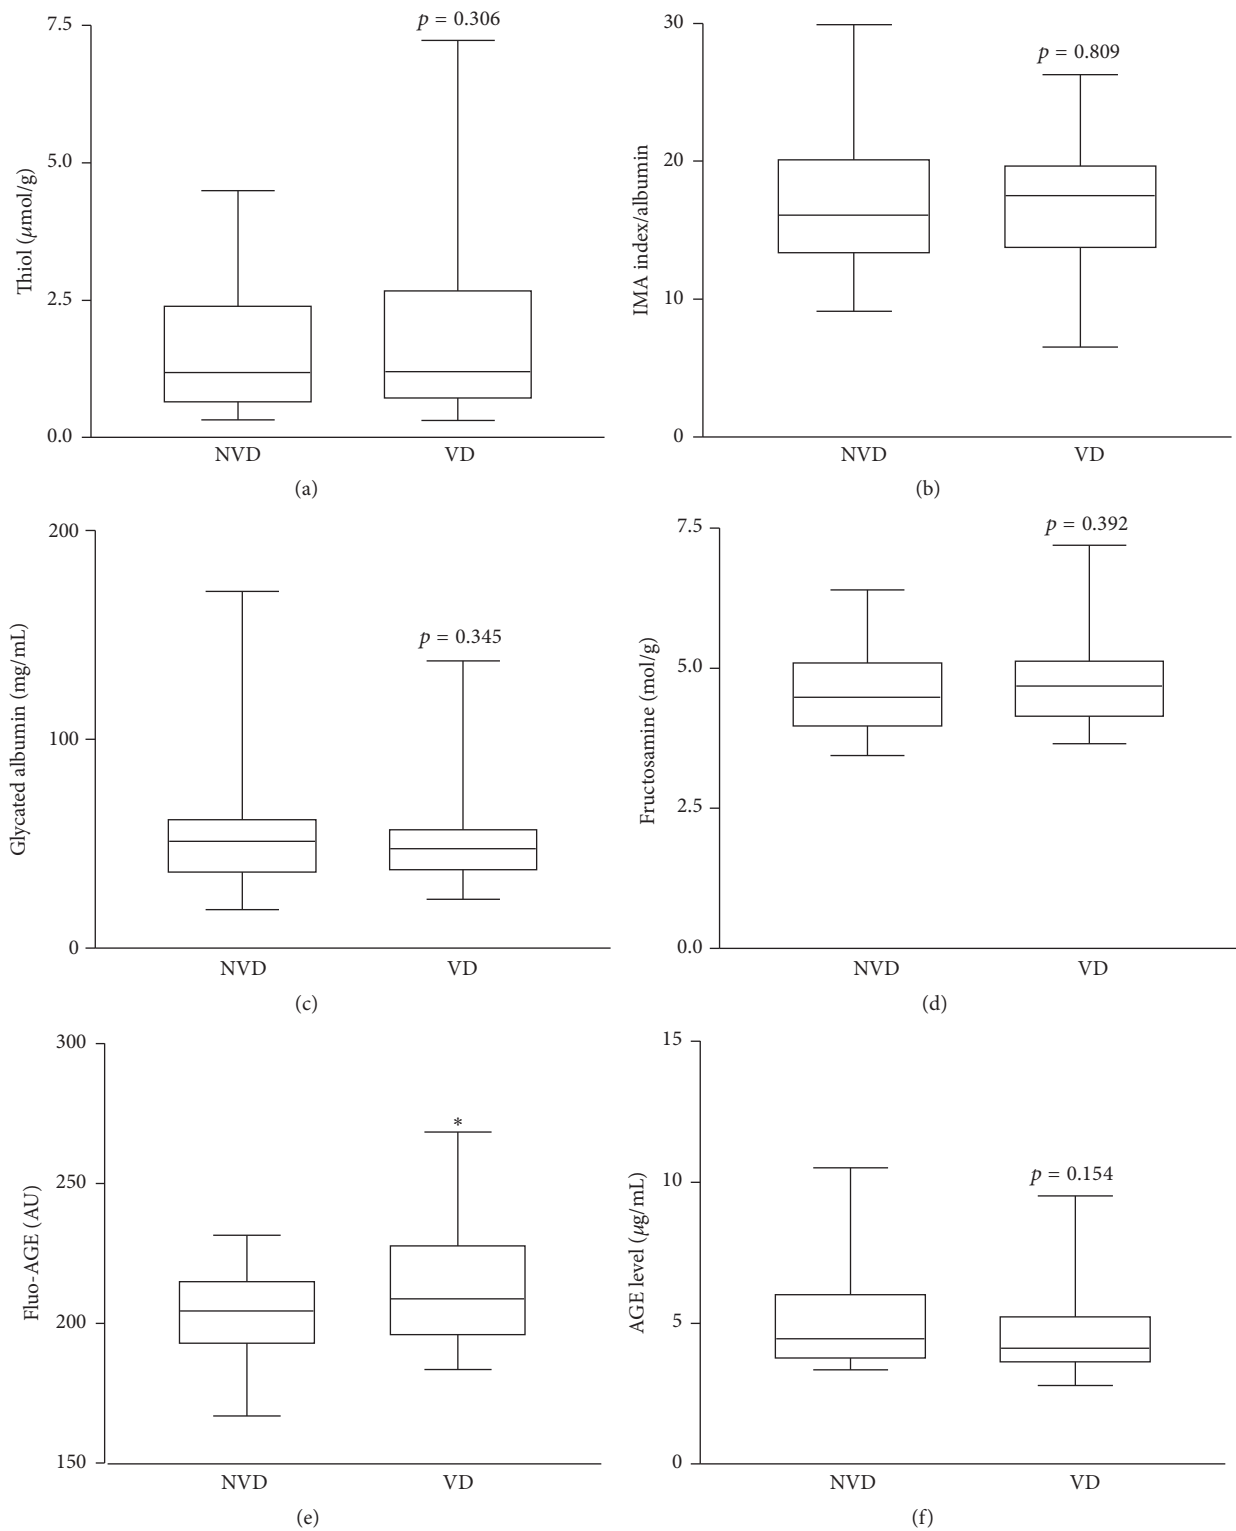 7.5
5.0
2.5
0.0
Thiol (μmol/g)
p = 0.306
NVD
VD
(a)
30
20
10
0
IMA index/albumin
p = 0.809
NVD
VD
(b)
200
100
0
Glycated albumin (mg/mL)
p = 0.345
NVD
VD
(c)
7.5
5.0
2.5
0.0
Fructosamine (mol/g)
p = 0.392
NVD
VD
(d)
300
250
200
150
Fluo-AGE (AU)
*
NVD
VD
(e)
15
10
5
0
AGE level (μg/mL)
p = 0.154
NVD
VD
(f)